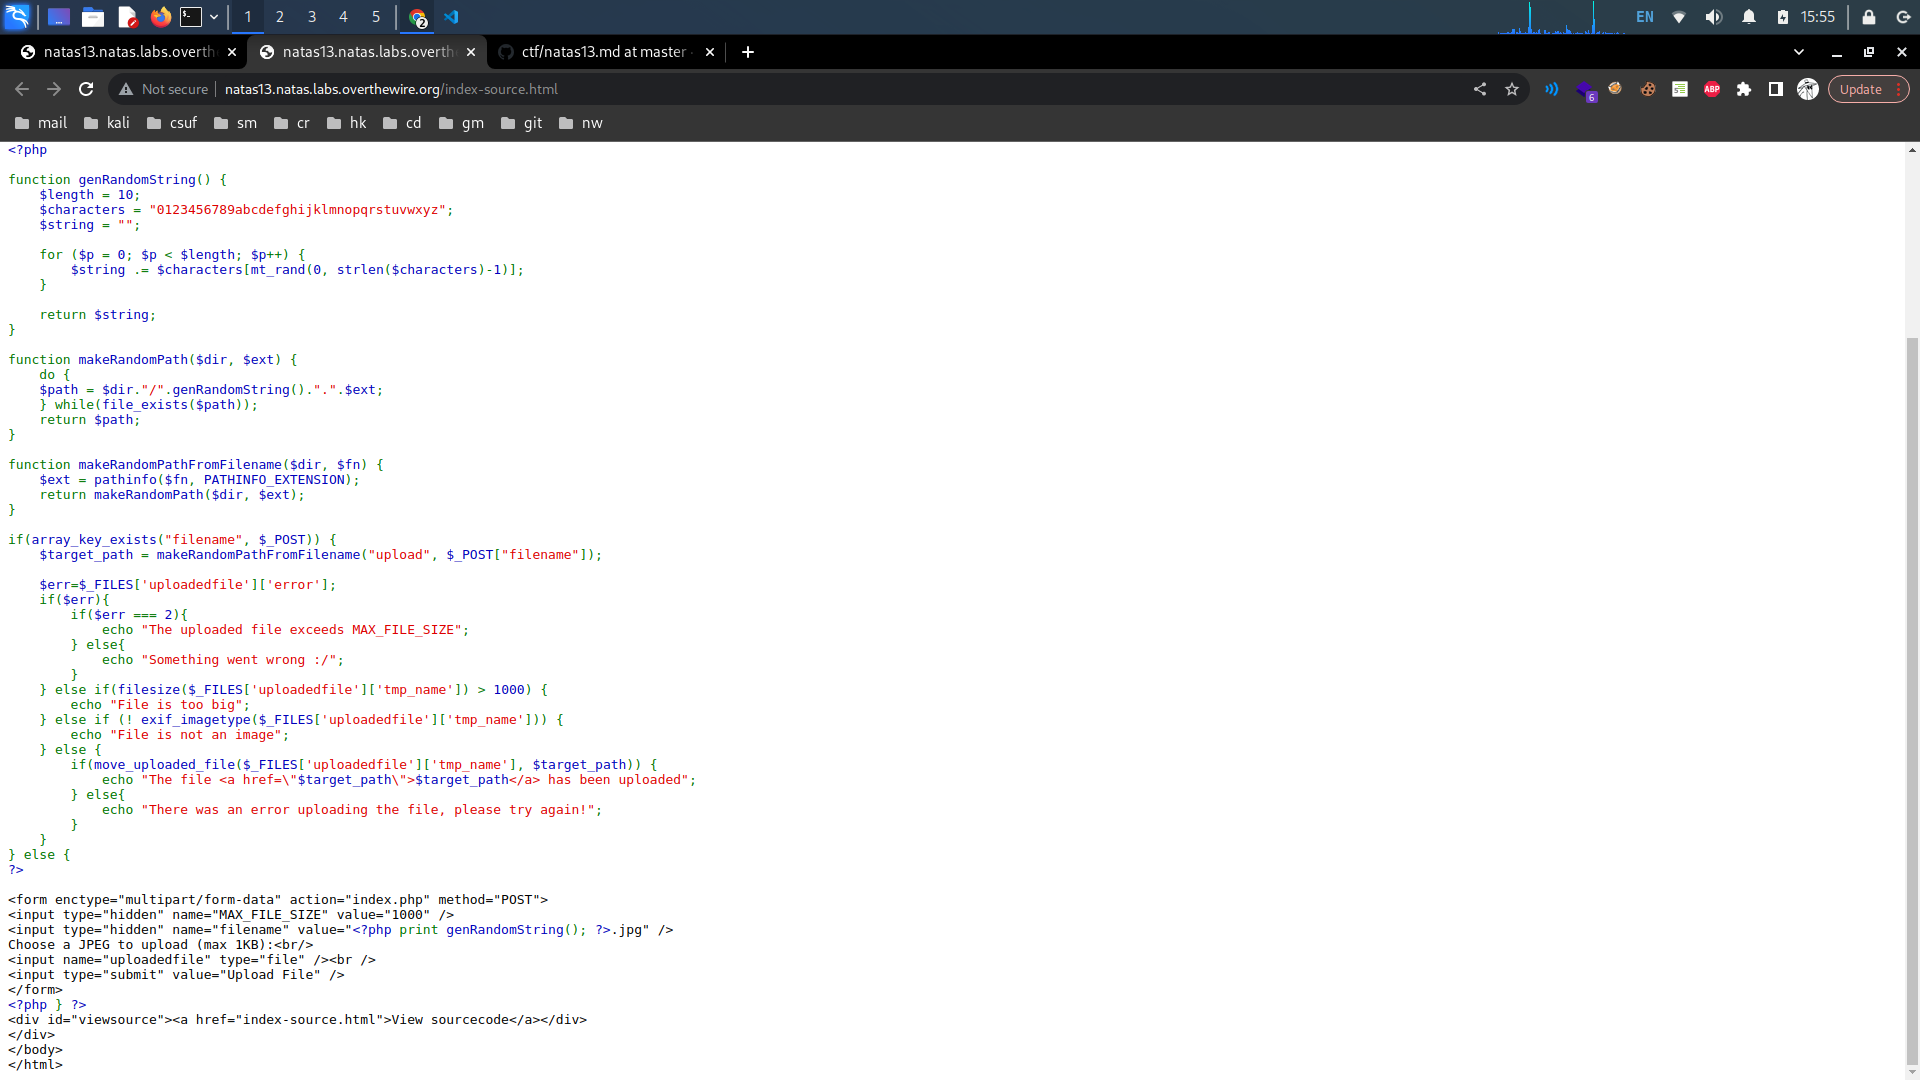 1 2 3 4 5 2 EN 15:55
natas13.natas.labs.overth natas13.natas.labs.overthe ctf/natas13.md at master
Not secure natas13.natas.labs.overthewire.org/index-source.html 6 ABP Update
mail kali csuf sm cr hk cd gm git nw
<?php
function genRandomString() {
    $length = 10;
    $characters = "0123456789abcdefghijklmnopqrstuvwxyz";
    $string = "";
    for ($p = 0; $p < $length; $p++) {
        $string .= $characters[mt_rand(0, strlen($characters)-1)];
    }
    return $string;
}
function makeRandomPath($dir, $ext) {
    do {
    $path = $dir."/".genRandomString().".".$ext;
    } while(file_exists($path));
    return $path;
}
function makeRandomPathFromFilename($dir, $fn) {
    $ext = pathinfo($fn, PATHINFO_EXTENSION);
    return makeRandomPath($dir, $ext);
}
if(array_key_exists("filename", $_POST)) {
    $target_path = makeRandomPathFromFilename("upload", $_POST["filename"]);
    $err=$_FILES['uploadedfile']['error'];
    if($err){
        if($err === 2){
            echo "The uploaded file exceeds MAX_FILE_SIZE";
        } else{
            echo "Something went wrong :/";
        }
    } else if(filesize($_FILES['uploadedfile']['tmp_name']) > 1000) {
        echo "File is too big";
    } else if (! exif_imagetype($_FILES['uploadedfile']['tmp_name'])) {
        echo "File is not an image";
    } else {
        if(move_uploaded_file($_FILES['uploadedfile']['tmp_name'], $target_path)) {
            echo "The file <a href=\"$target_path\">$target_path</a> has been uploaded";
        } else{
            echo "There was an error uploading the file, please try again!";
        }
    }
} else {
?>
<form enctype="multipart/form-data" action="index.php" method="POST">
<input type="hidden" name="MAX_FILE_SIZE" value="1000" />
<input type="hidden" name="filename" value="<?php print genRandomString(); ?>.jpg" />
Choose a JPEG to upload (max 1KB):<br/>
<input name="uploadedfile" type="file" /><br />
<input type="submit" value="Upload File" />
</form>
<?php } ?>
<div id="viewsource"><a href="index-source.html">View sourcecode</a></div>
</div>
</body>
</html>